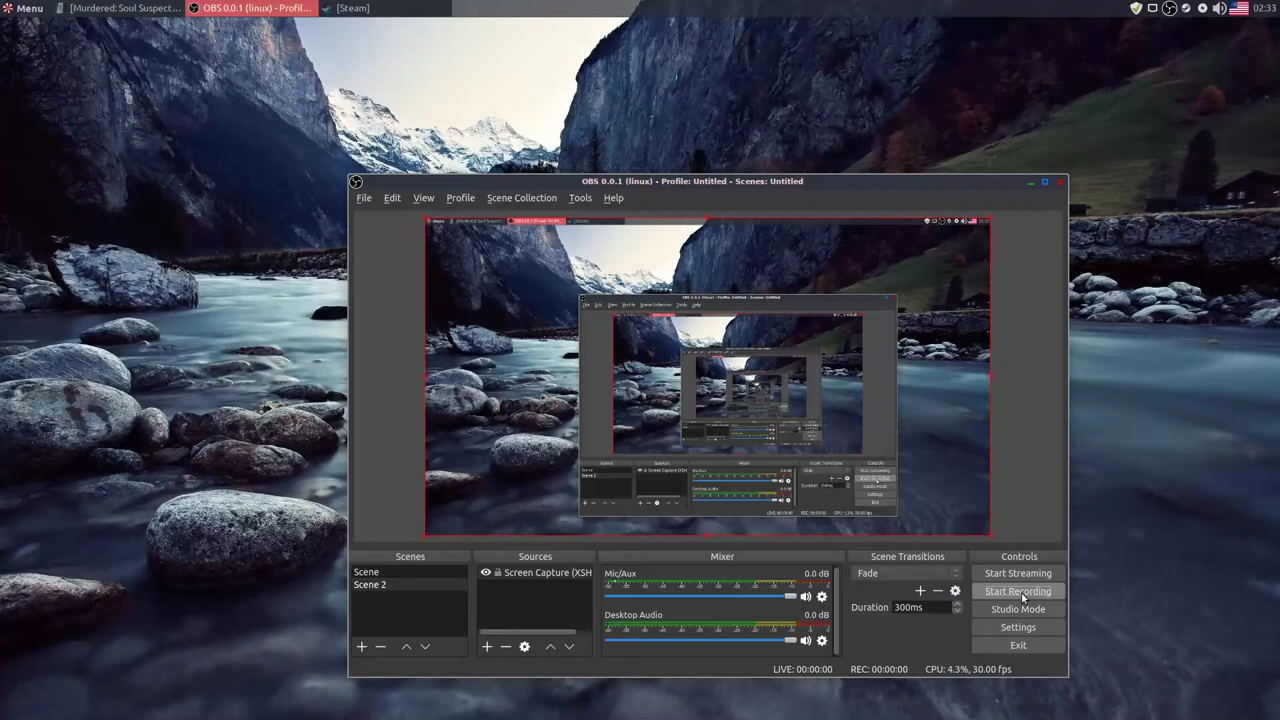 Menu [Murdered: Soul Suspect... OBS 0.0.1 (linux) - Profil... [Steam] 02:33
OBS 0.0.1 (linux) - Profile: Untitled - Scenes: Untitled
File Edit View Profile Scene Collection Tools Help
Scenes Sources Mixer Scene Transitions Controls
Scene
Scene 2
Screen Capture (XSH
Mic/Aux 0.0 dB
Desktop Audio 0.0 dB
Fade
Duration 300ms
Start Streaming
Start Recording
Studio Mode
Settings
Exit
LIVE: 00:00:00 REC: 00:00:00 CPU: 4.3%, 30.00 fps